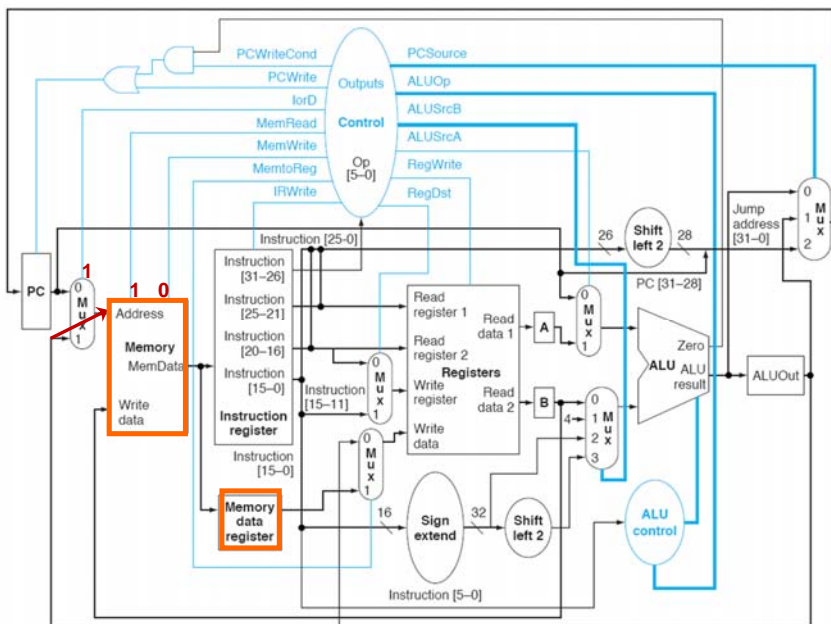 PCWriteCond
PCSource
PCWrite
Outputs
ALUOp
IorD
ALUSrcB
MemRead
Control
ALUSrcA
MemWrite
RegWrite
MemtoReg
Op
[5–0]
RegDst
IRWrite
Instruction [25-0]
26
Shift
left 2
28
Jump
address
[31–0]
0
1
2
M
u
x
PC [31–28]
1
1 0
PC
0
M
u
x
1
Address
Memory
MemData
Write
data
Instruction
[31–26]
Instruction
[25–21]
Instruction
[20–16]
Instruction
[15–0]
Instruction
register
Instruction
[15–0]
Instruction
[15–11]
0
M
u
x
1
Read
register 1
Read
register 2
Registers
Write
register
Write
data
Read
data 1
Read
data 2
A
B
0
M
u
x
1
0
4
1
2
3
M
u
x
Zero
ALU
ALU
result
ALUOut
0
M
u
x
1
Memory
data
register
16
Sign
extend
32
Shift
left 2
ALU
control
Instruction [5–0]